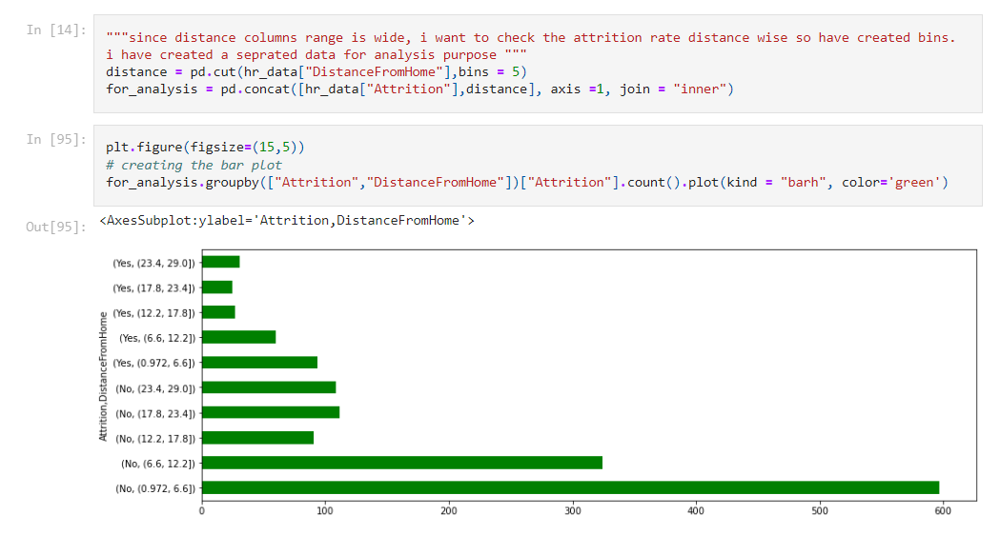 In [14]:
"""since distance columns range is wide, i want to check the attrition rate distance wise so have created bins.
i have created a seprated data for analysis purpose """
distance = pd.cut(hr_data["DistanceFromHome"],bins = 5)
for_analysis = pd.concat([hr_data["Attrition"],distance], axis =1, join = "inner")
In [95]:
plt.figure(figsize=(15,5))
# creating the bar plot
for_analysis.groupby(["Attrition","DistanceFromHome"])["Attrition"].count().plot(kind = "barh", color='green')
Out[95]:
<AxesSubplot:ylabel='Attrition,DistanceFromHome'>
Attrition,DistanceFromHome
(Yes, (23.4, 29.0])
(Yes, (17.8, 23.4])
(Yes, (12.2, 17.8])
(Yes, (6.6, 12.2])
(Yes, (0.972, 6.6])
(No, (23.4, 29.0])
(No, (17.8, 23.4])
(No, (12.2, 17.8])
(No, (6.6, 12.2])
(No, (0.972, 6.6])
0 100 200 300 400 500 600